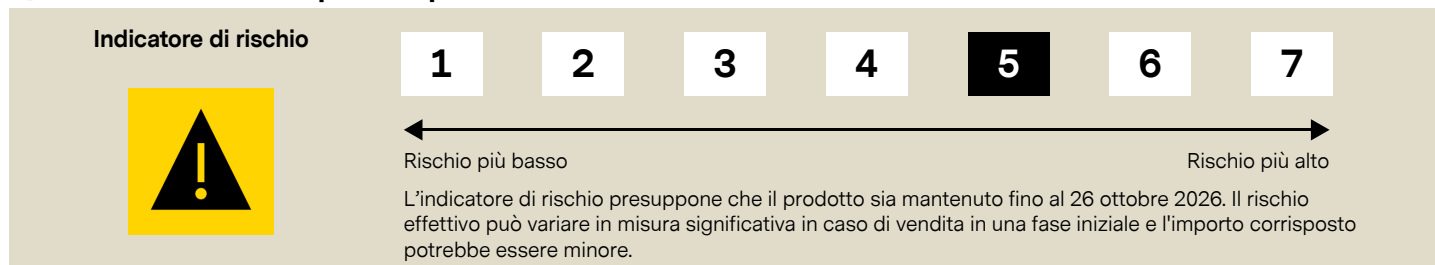 Indicatore di rischio
1 2 3 4 5 6 7
Rischio più basso Rischio più alto
L'indicatore di rischio presuppone che il prodotto sia mantenuto fino al 26 ottobre 2026. Il rischio
effettivo può variare in misura significativa in caso di vendita in una fase iniziale e l'importo corrisposto
potrebbe essere minore.